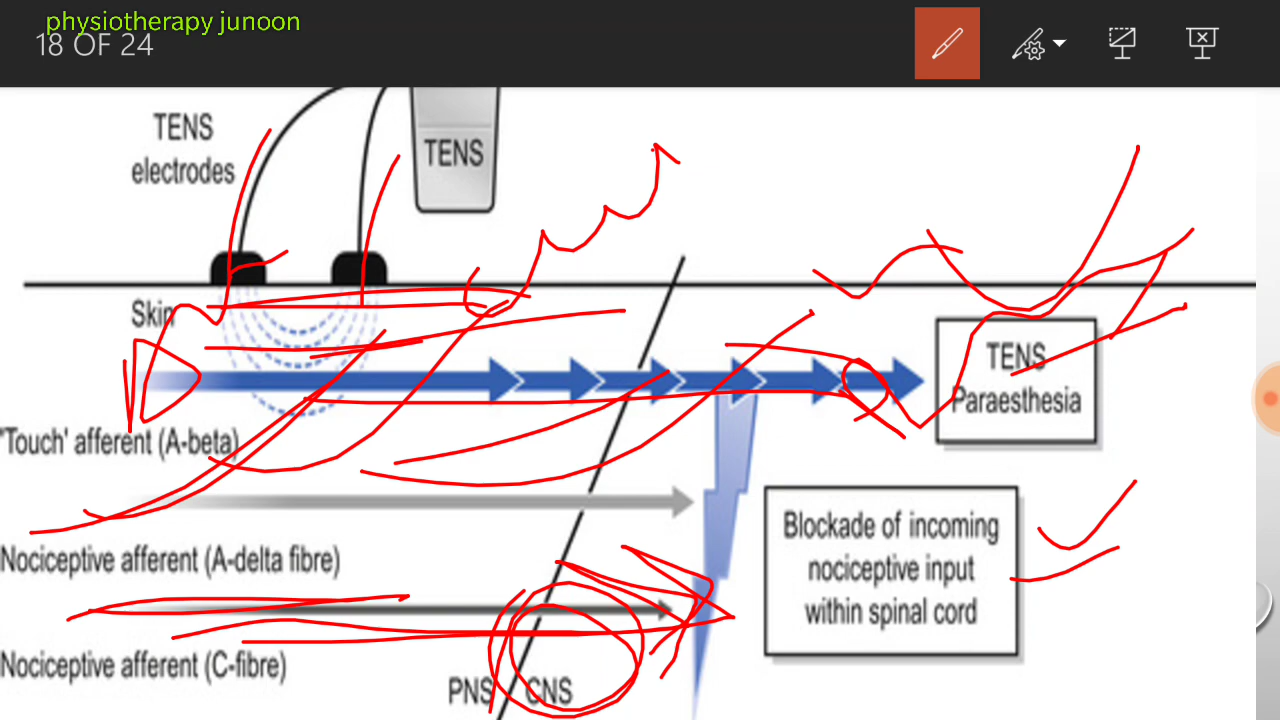 physiotherapy junoon
18 OF 24
TENS
electrodes
TENS
Skin
TENS
Paraesthesia
'Touch' afferent (A-beta)
Blockade of incoming
nociceptive input
within spinal cord
Nociceptive afferent (A-delta fibre)
Nociceptive afferent (C-fibre)
PNS
CNS